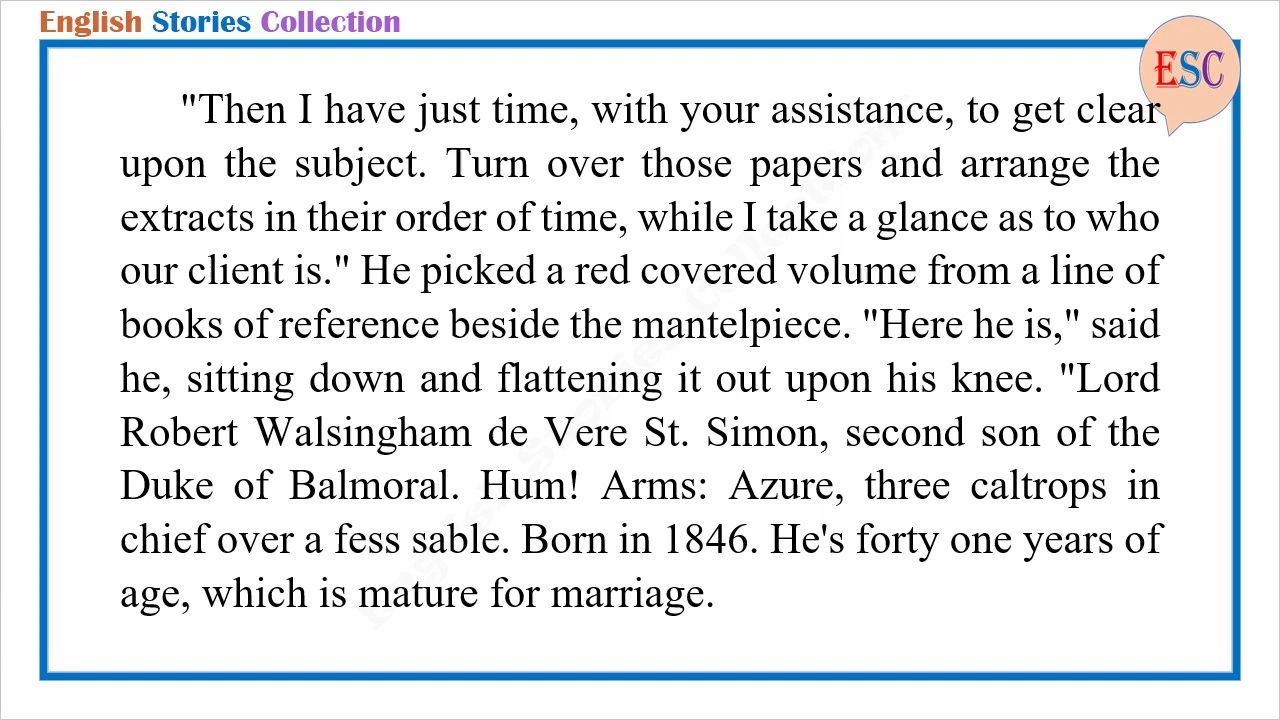 English Stories Collection
ESC
"Then I have just time, with your assistance, to get clear
upon the subject. Turn over those papers and arrange the
extracts in their order of time, while I take a glance as to who
our client is." He picked a red covered volume from a line of
books of reference beside the mantelpiece. "Here he is," said
he, sitting down and flattening it out upon his knee. "Lord
Robert Walsingham de Vere St. Simon, second son of the
Duke of Balmoral. Hum! Arms: Azure, three caltrops in
chief over a fess sable. Born in 1846. He's forty one years of
age, which is mature for marriage.
English Stories Collection